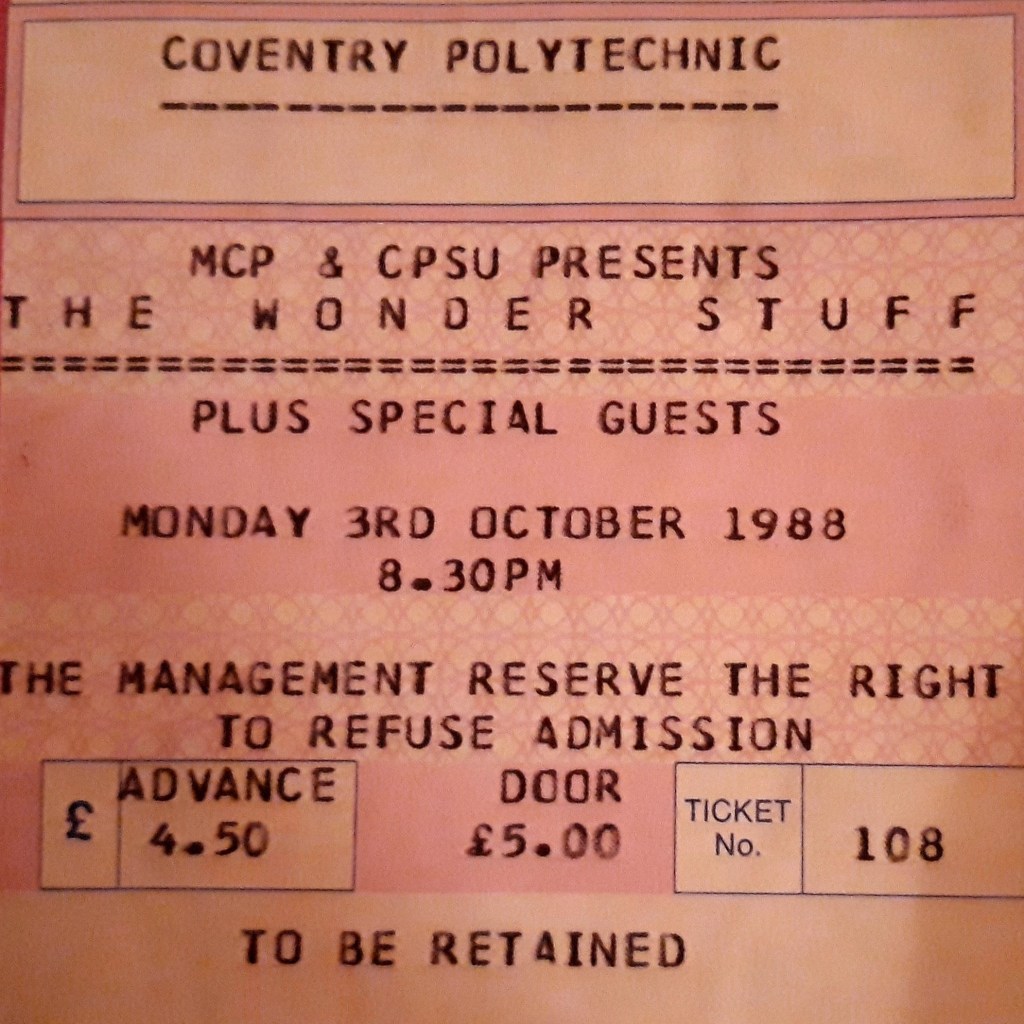 COVENTRY POLYTECHNIC
--------------------
MCP & CPSU PRESENTS
THE WONDER STUFF
===============================
PLUS SPECIAL GUESTS
MONDAY 3RD OCTOBER 1988
8.30PM
THE MANAGEMENT RESERVE THE RIGHT
TO REFUSE ADMISSION
£ ADVANCE 4.50
DOOR £5.00
TICKET No. 108
TO BE RETAINED